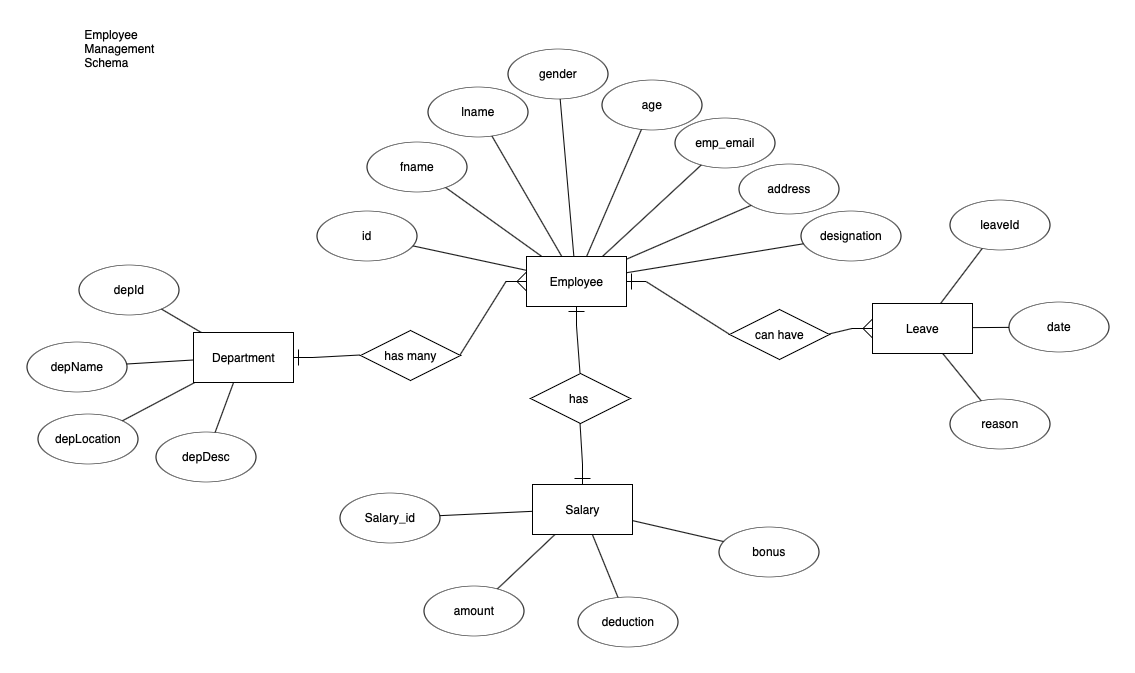 Employee
Management
Schema
gender
age
lname
emp_email
fname
address
id
designation
leaveId
Employee
depId
can have
Leave
date
Department
has many
depName
has
depLocation
reason
depDesc
Salary_id
Salary
bonus
amount
deduction